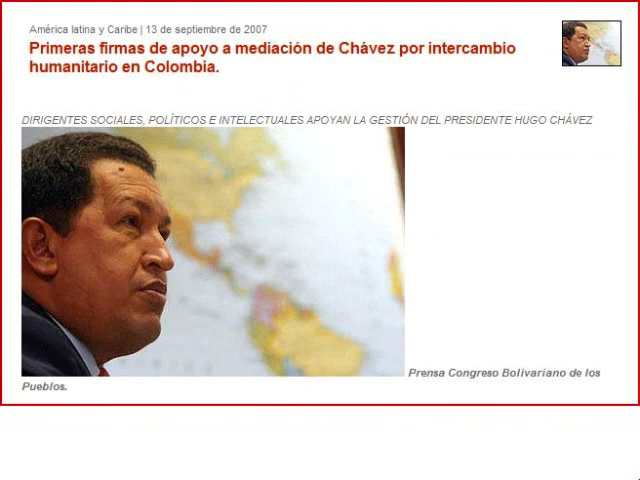 América latina y Caribe | 13 de septiembre de 2007
Primeras firmas de apoyo a mediación de Chávez por intercambio
humanitario en Colombia.
DIRIGENTES SOCIALES, POLÍTICOS E INTELECTUALES APOYAN LA GESTIÓN DEL PRESIDENTE HUGO CHÁVEZ
Prensa Congreso Bolivariano de los
Pueblos.